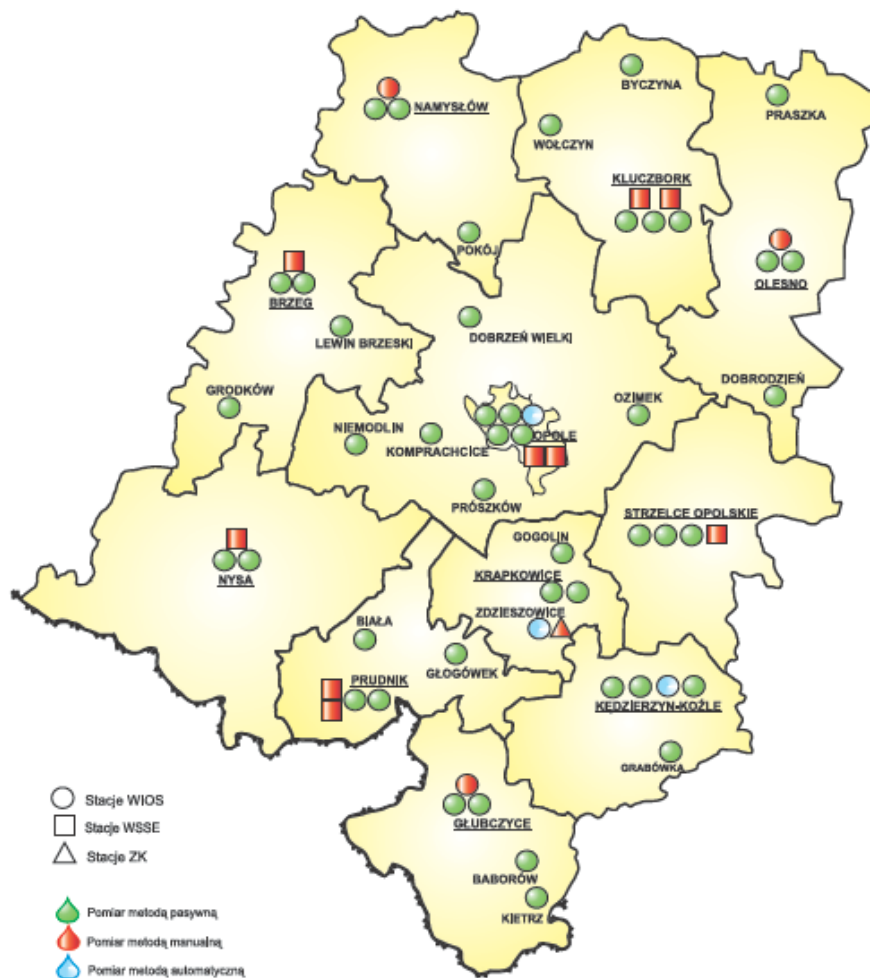 BYCZYNA
NAMYSŁÓW
PRASZKA
WOŁCZYN
KLUCZBORK
POKÓJ
OLESNO
BRZEG
LEWIN BRZESKI
DOBRZEŃ WIELKI
DOBRODZIEŃ
GRODKÓW
OZIMEK
NIEMODLIN
OPOLE
KOMPRACHCICE
PRÓSZKÓW
STRZELCE OPOLSKIE
GOGOLIN
NYSA
KRAPKOWICE
ZDZIESZOWICE
BIAŁA
GŁOGÓWEK
PRUDNIK
KĘDZIERZYN-KOŹLE
GRABÓWKA
GŁUBCZYCE
BABORÓW
KIETRZ
Stacje WIOS
Stacje WSSE
Stacje ZK
Pomiar metodą pasywną
Pomiar metodą manualną
Pomiar metodą automatyczną